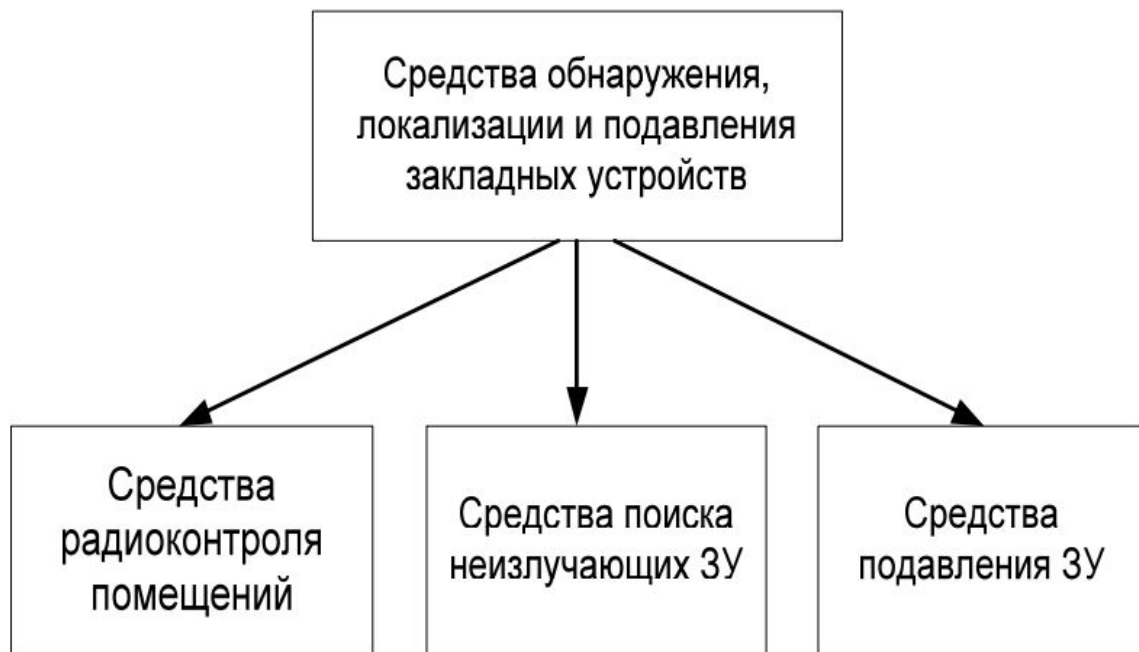 Средства обнаружения,
локализации и подавления
закладных устройств
Средства
радиоконтроля
помещений
Средства поиска
неизлучающих ЗУ
Средства
подавления ЗУ